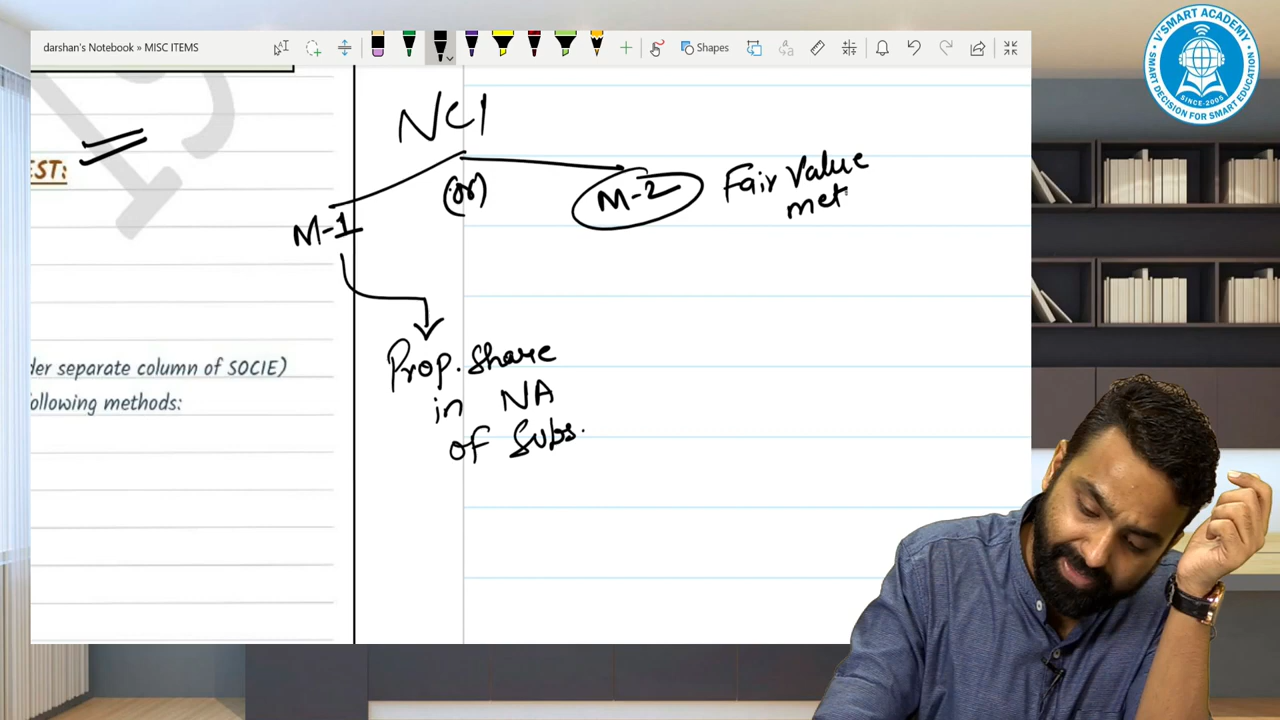 darshan's Notebook » MISC ITEMS
Shapes
V'SMART ACADEMY
SINCE-2005
SMART DECISION FOR SMART EDUCATION
EST:
NCI
(or)
M-1
M-2
Fair Value
met
Prop. Share
in NA
of Subs.
der separate column of SOCIE)
ollowing methods: